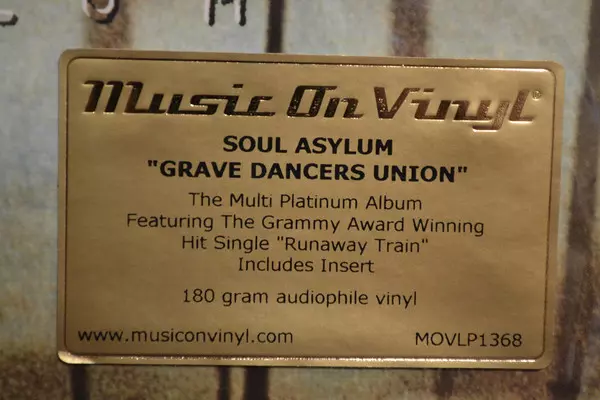 L U M
Music On Vinyl®
SOUL ASYLUM
"GRAVE DANCERS UNION"
The Multi Platinum Album
Featuring The Grammy Award Winning
Hit Single "Runaway Train"
Includes Insert
180 gram audiophile vinyl
www.musiconvinyl.com MOVLP1368